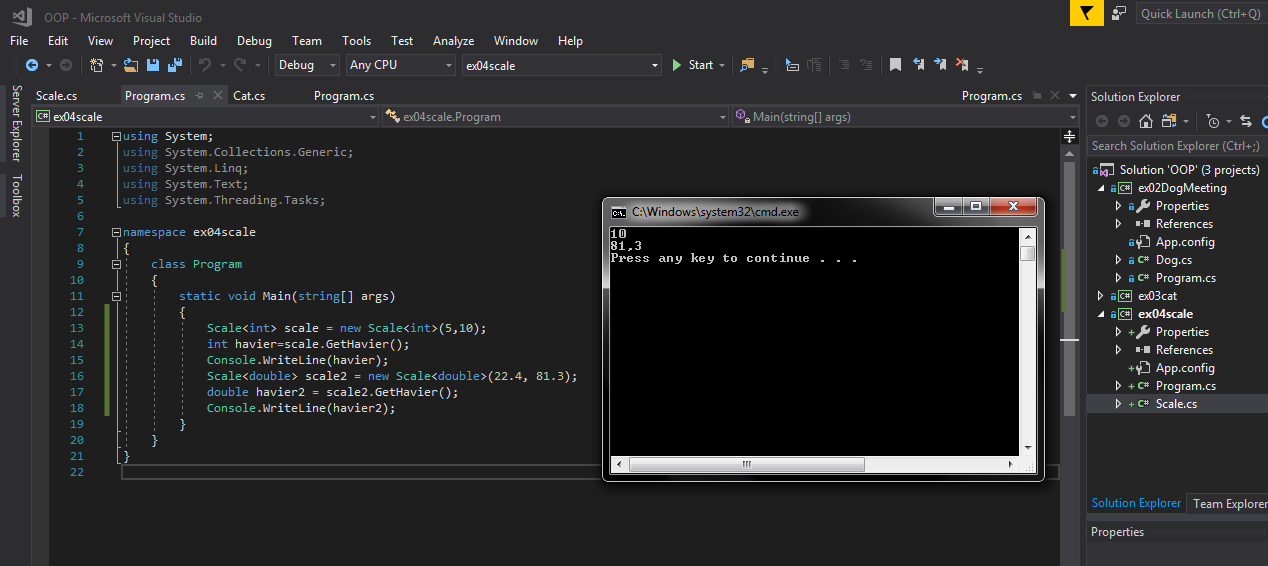 OOP - Microsoft Visual Studio
Quick Launch (Ctrl+Q)
File Edit View Project Build Debug Team Tools Test Analyze Window Help
Debug Any CPU ex04scale Start
Server Explorer
Toolbox
Scale.cs Program.cs Cat.cs Program.cs Program.cs
ex04scale ex04scale.Program Main(string[] args)
1 using System;
2 using System.Collections.Generic;
3 using System.Linq;
4 using System.Text;
5 using System.Threading.Tasks;
6
7 namespace ex04scale
8 {
9 class Program
10 {
11 static void Main(string[] args)
12 {
13 Scale<int> scale = new Scale<int>(5,10);
14 int havier=scale.GetHavier();
15 Console.WriteLine(havier);
16 Scale<double> scale2 = new Scale<double>(22.4, 81.3);
17 double havier2 = scale2.GetHavier();
18 Console.WriteLine(havier2);
19 }
20 }
21 }
22
C:\Windows\system32\cmd.exe
10
81,3
Press any key to continue . . .
Solution Explorer
Search Solution Explorer (Ctrl+;)
Solution 'OOP' (3 projects)
C# ex02DogMeeting
Properties
References
App.config
C# Dog.cs
C# Program.cs
C# ex03cat
C# ex04scale
Properties
References
App.config
C# Program.cs
C# Scale.cs
Solution Explorer Team Explorer
Properties